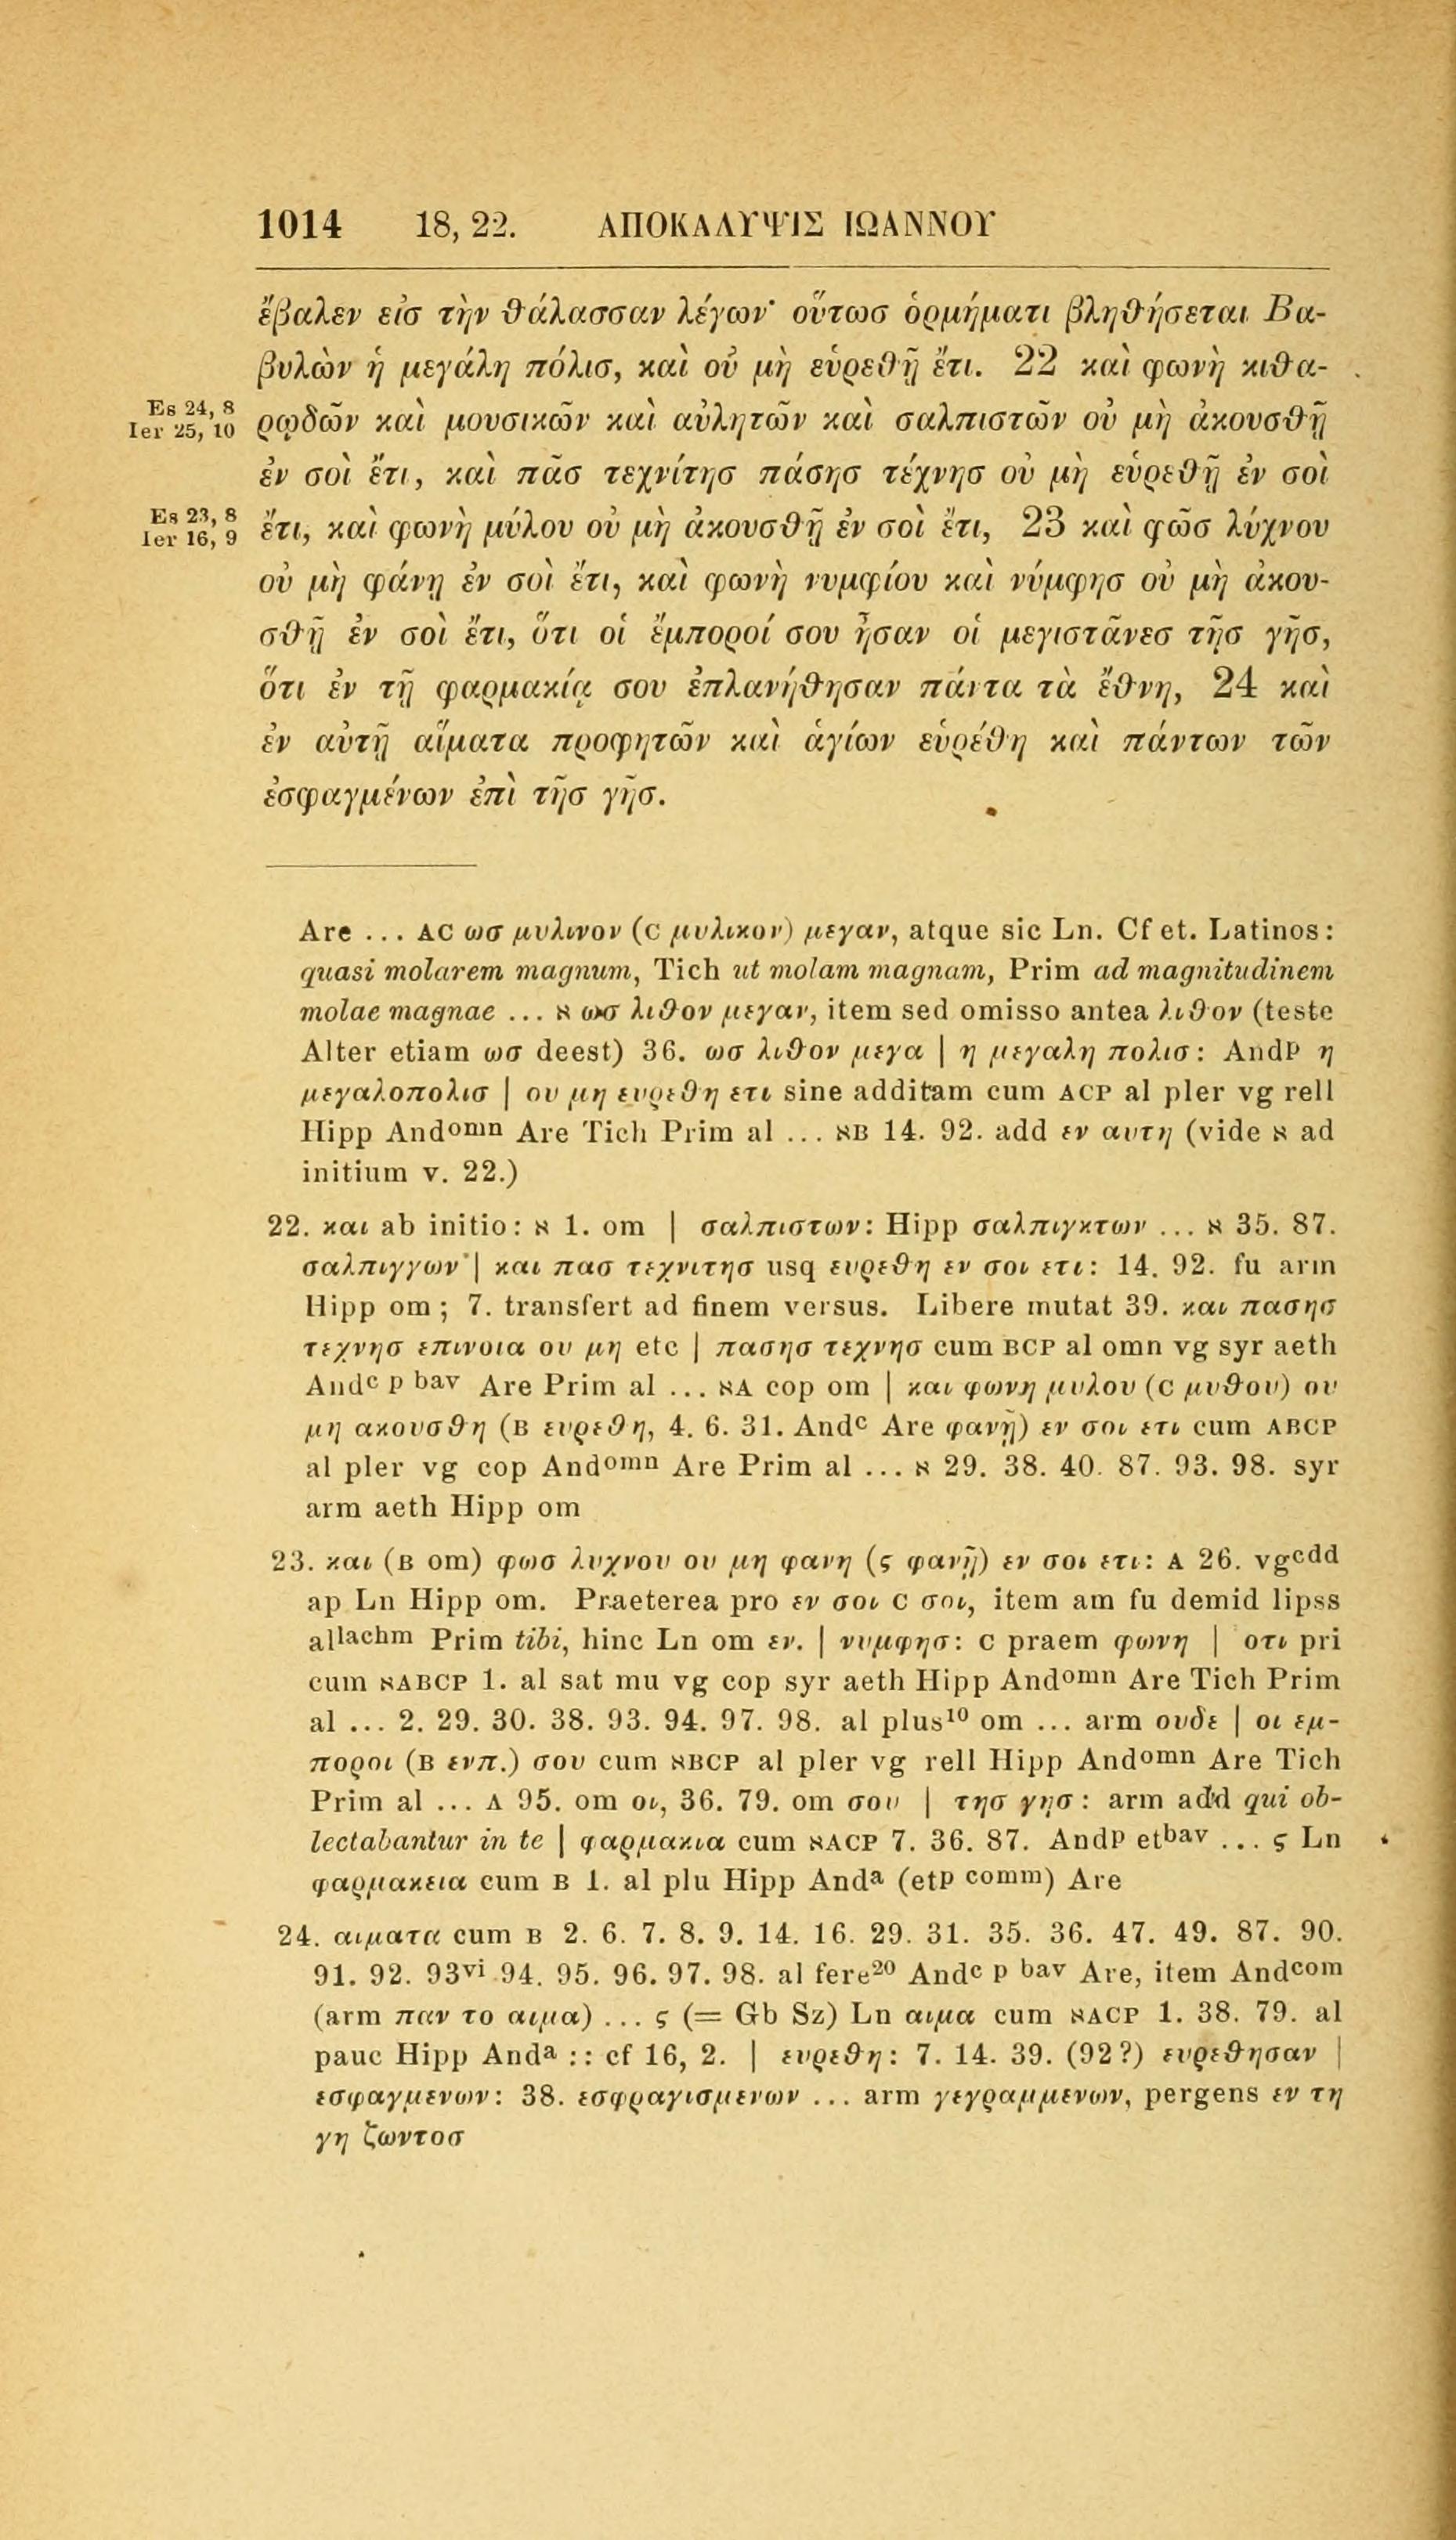 1014 18, 22. ΑΠΟΚΑΛΥΨΙΣ ΙΩΑΝΝΟΥ
ἔβαλεν εἰσ τὴν θάλασσαν λέγων· οὕτωσ ὁρμήματι βληθήσεται Βα-
βυλὼν ἡ μεγάλη πόλισ, καὶ οὐ μὴ εὑρεθῇ ἔτι. 22 καὶ φωνὴ κιθα-
Es 24, 8
Ier 25, 10
ρῳδῶν καὶ μουσικῶν καὶ αὐλητῶν καὶ σαλπιστῶν οὐ μὴ ἀκουσθῇ
ἐν σοὶ ἔτι, καὶ πᾶσ τεχνίτησ πάσησ τέχνησ οὐ μὴ εὑρεθῇ ἐν σοὶ
Es 23, 8
Ier 16, 9
ἔτι, καὶ φωνὴ μύλου οὐ μὴ ἀκουσθῇ ἐν σοὶ ἔτι, 23 καὶ φῶσ λύχνου
οὐ μὴ φάνῃ ἐν σοὶ ἔτι, καὶ φωνὴ νυμφίου καὶ νύμφησ οὐ μὴ ἀκου-
σθῇ ἐν σοὶ ἔτι, ὅτι οἱ ἔμποροί σου ἦσαν οἱ μεγιστᾶνεσ τῆσ γῆσ,
ὅτι ἐν τῇ φαρμακίᾳ σου ἐπλανήθησαν πάντα τὰ ἔθνη, 24 καὶ
ἐν αὐτῇ αἵματα προφητῶν καὶ ἁγίων εὑρέθη καὶ πάντων τῶν
ἐσφαγμένων ἐπὶ τῆσ γῆσ.
Are ... AC ωσ μυλινον (C μυλικον) μεγαν, atque sic Ln. Cf et. Latinos:
quasi molarem magnum, Tich ut molam magnam, Prim ad magnitudinem
molae magnae ... ℵ ωσ λιθον μεγαν, item sed omisso antea λιθον (teste
Alter etiam ωσ deest) 36. ωσ λιθον μεγα | η μεγαλη πολισ: Andp η
μεγαλοπολισ | ου μη ευρεθη ετι sine additam cum ACP al pler vg rell
Hipp Andomn Are Tich Prim al ... ℵB 14. 92. add εν αυτη (vide ℵ ad
initium v. 22.)
22. και ab initio: ℵ 1. om | σαλπιστων: Hipp σαλπιγκτων ... ℵ 35. 87.
σαλπιγγων | και πασ τεχνιτησ usq ευρεθη εν σοι ετι: 14. 92. fu arm
Hipp om; 7. transfert ad finem versus. Libere mutat 39. και πασησ
τεχνησ επινοια ου μη etc | πασησ τεχνησ cum BCP al omn vg syr aeth
Andc p bav Are Prim al ... ℵA cop om | και φωνη μυλου (C μυθου) ου
μη ακουσθη (B ευρεθη, 4. 6. 31. Andc Are φανῇ) εν σοι ετι cum ABCP
al pler vg cop Andomn Are Prim al ... ℵ 29. 38. 40. 87. 93. 98. syr
arm aeth Hipp om
23. και (B om) φωσ λυχνου ου μη φανη (ς φανῇ) εν σοι ετι: A 26. vgcdd
ap Ln Hipp om. Praeterea pro εν σοι C σοι, item am fu demid lipss
allachm Prim tibi, hinc Ln om εν. | νυμφησ: C praem φωνη | οτι pri
cum ℵABCP 1. al sat mu vg cop syr aeth Hipp Andomn Are Tich Prim
al ... 2. 29. 30. 38. 93. 94. 97. 98. al plus10 om ... arm ουδε | οι εμ-
ποροι (B ενπ.) σου cum ℵBCP al pler vg rell Hipp Andomn Are Tich
Prim al ... A 95. om οι, 36. 79. om σου | τησ γησ: arm add qui ob-
lectabantur in te | φαρμακια cum ℵACP 7. 36. 87. Andp etbav ... ς Ln
φαρμακεια cum B 1. al plu Hipp Anda (etp comm) Are
24. αιματα cum B 2. 6. 7. 8. 9. 14. 16. 29. 31. 35. 36. 47. 49. 87. 90.
91. 92. 93vi 94. 95. 96. 97. 98. al fere20 Andc p bav Are, item Andcom
(arm παν το αιμα) ... ς (= Gb Sz) Ln αιμα cum ℵACP 1. 38. 79. al
pauc Hipp Anda :: cf 16, 2. | ευρεθη: 7. 14. 39. (92?) ευρεθησαν |
εσφαγμενων: 38. εσφραγισμενων ... arm γεγραμμενων, pergens εν τη
γη ζωντοσ